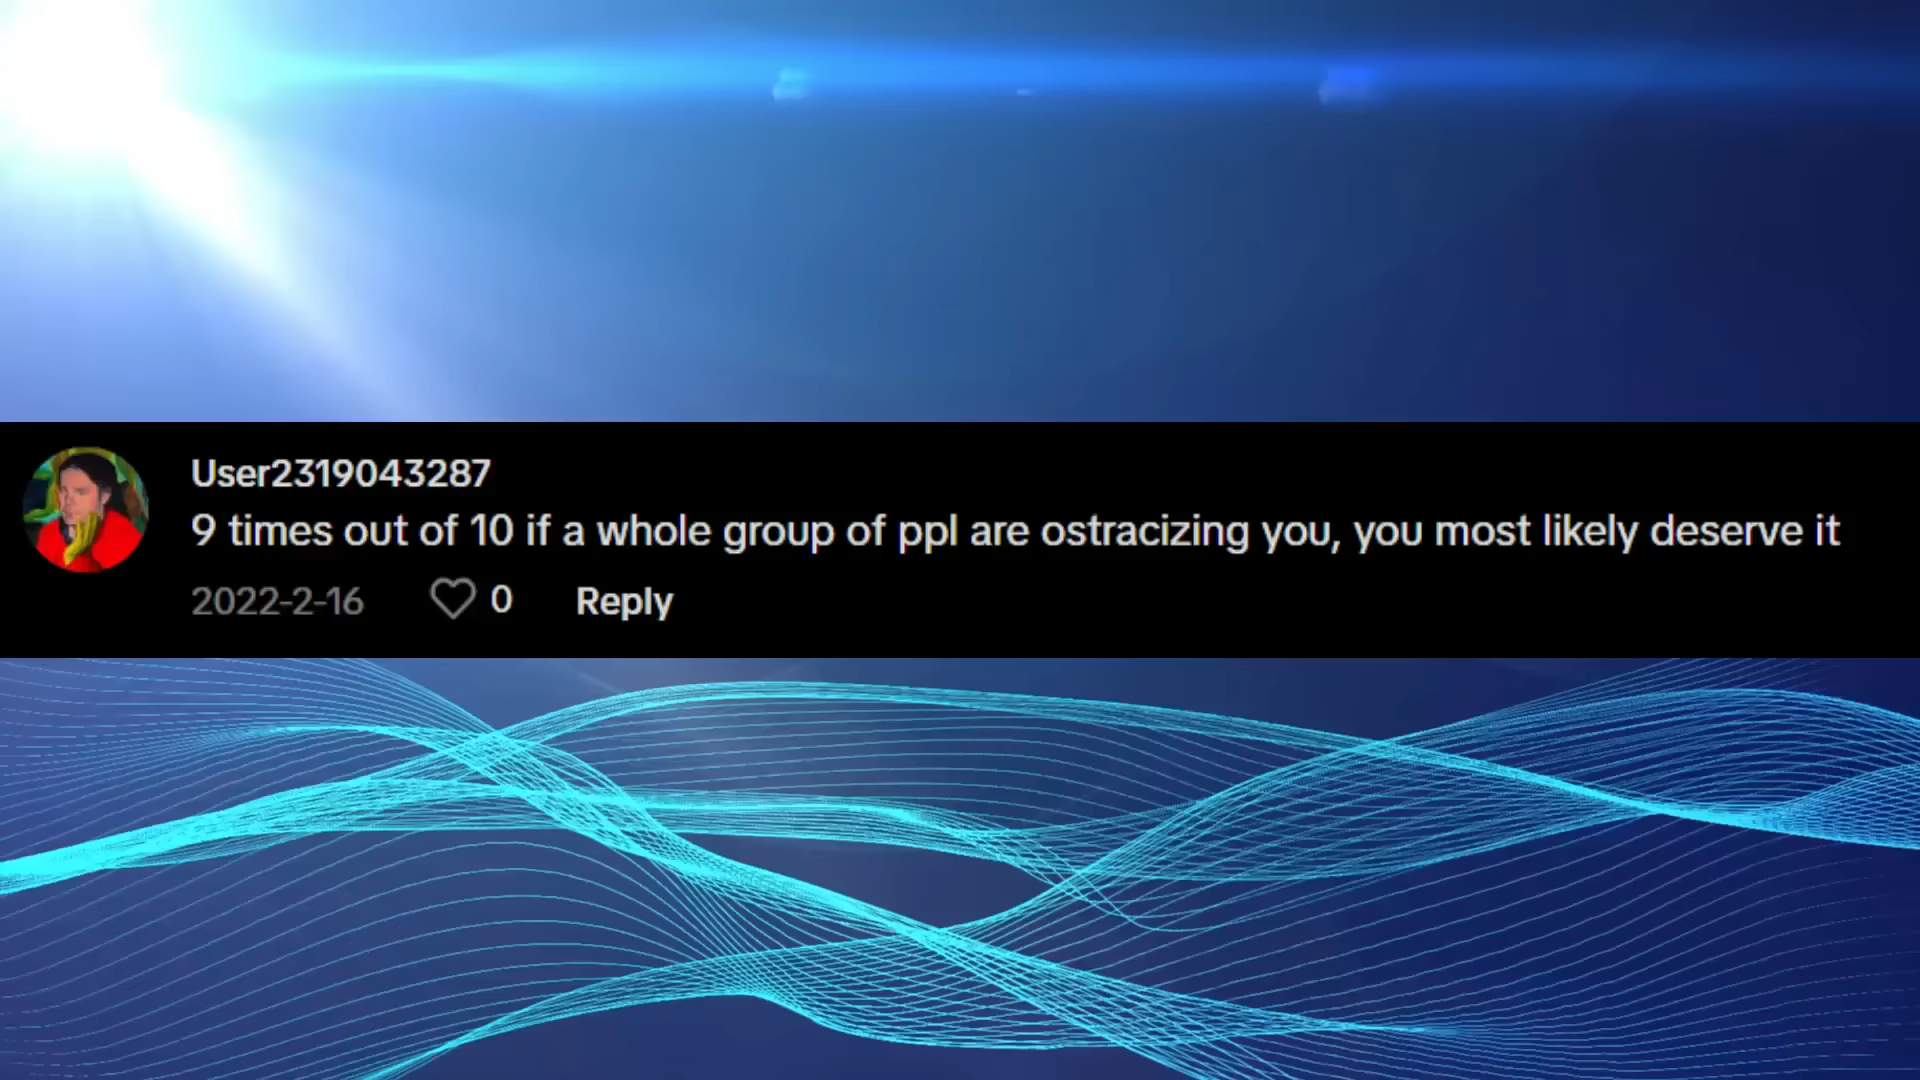 User2319043287
9 times out of 10 if a whole group of ppl are ostracizing you, you most likely deserve it
2022-2-16 0 Reply